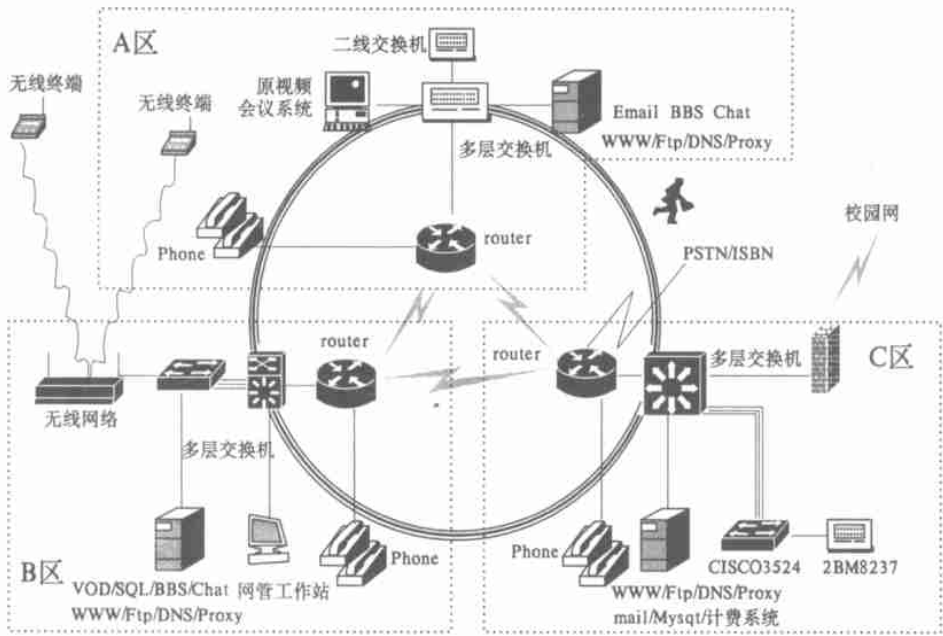 A区
二线交换机
无线终端
无线终端
原视频
会议系统
Email BBS Chat
WWW/Ftp/DNS/Proxy
多层交换机
校园网
Phone
router
PSTN/ISBN
router
router
多层交换机
C区
无线网络
多层交换机
Phone
Phone
CISCO3524
2BM8237
B区
VOD/SQL/BBS/Chat
网管工作站
WWW/Ftp/DNS/Proxy
WWW/Ftp/DNS/Proxy
mail/Mysqt/计费系统